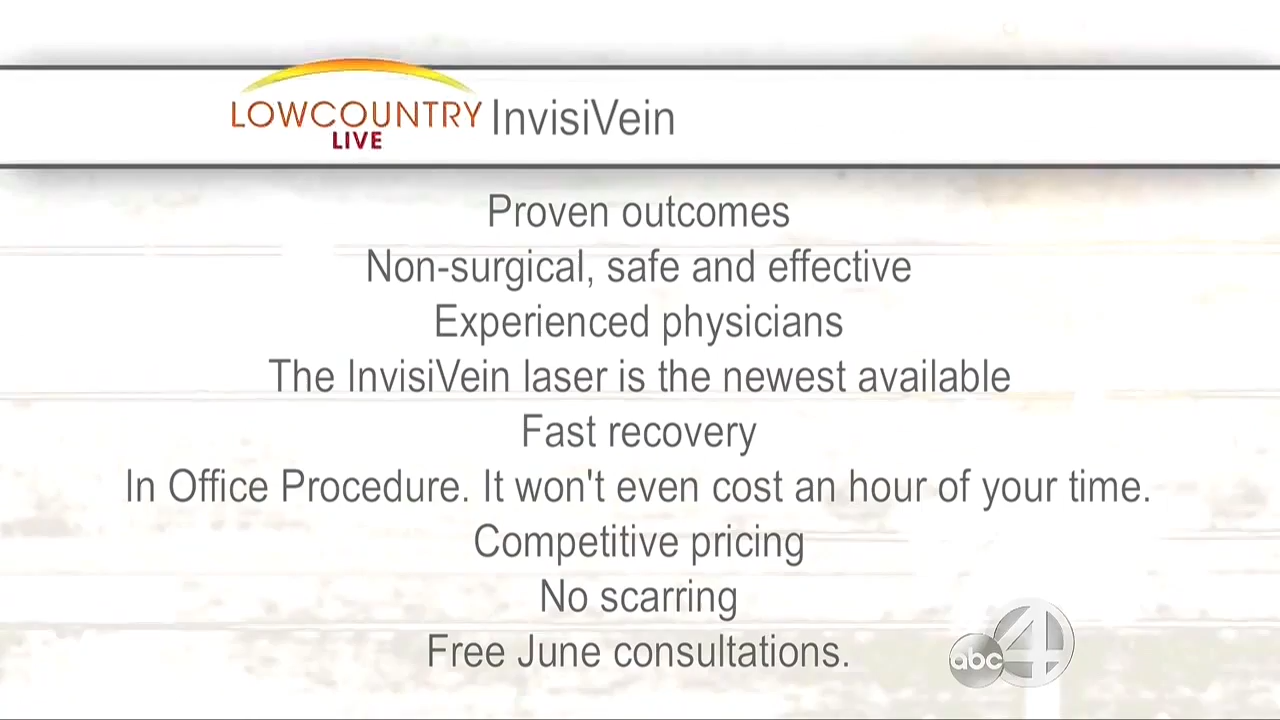 LOWCOUNTRY InvisiVein
LIVE
Proven outcomes
Non-surgical, safe and effective
Experienced physicians
The InvisiVein laser is the newest available
Fast recovery
In Office Procedure. It won't even cost an hour of your time.
Competitive pricing
No scarring
Free June consultations.
abc 4